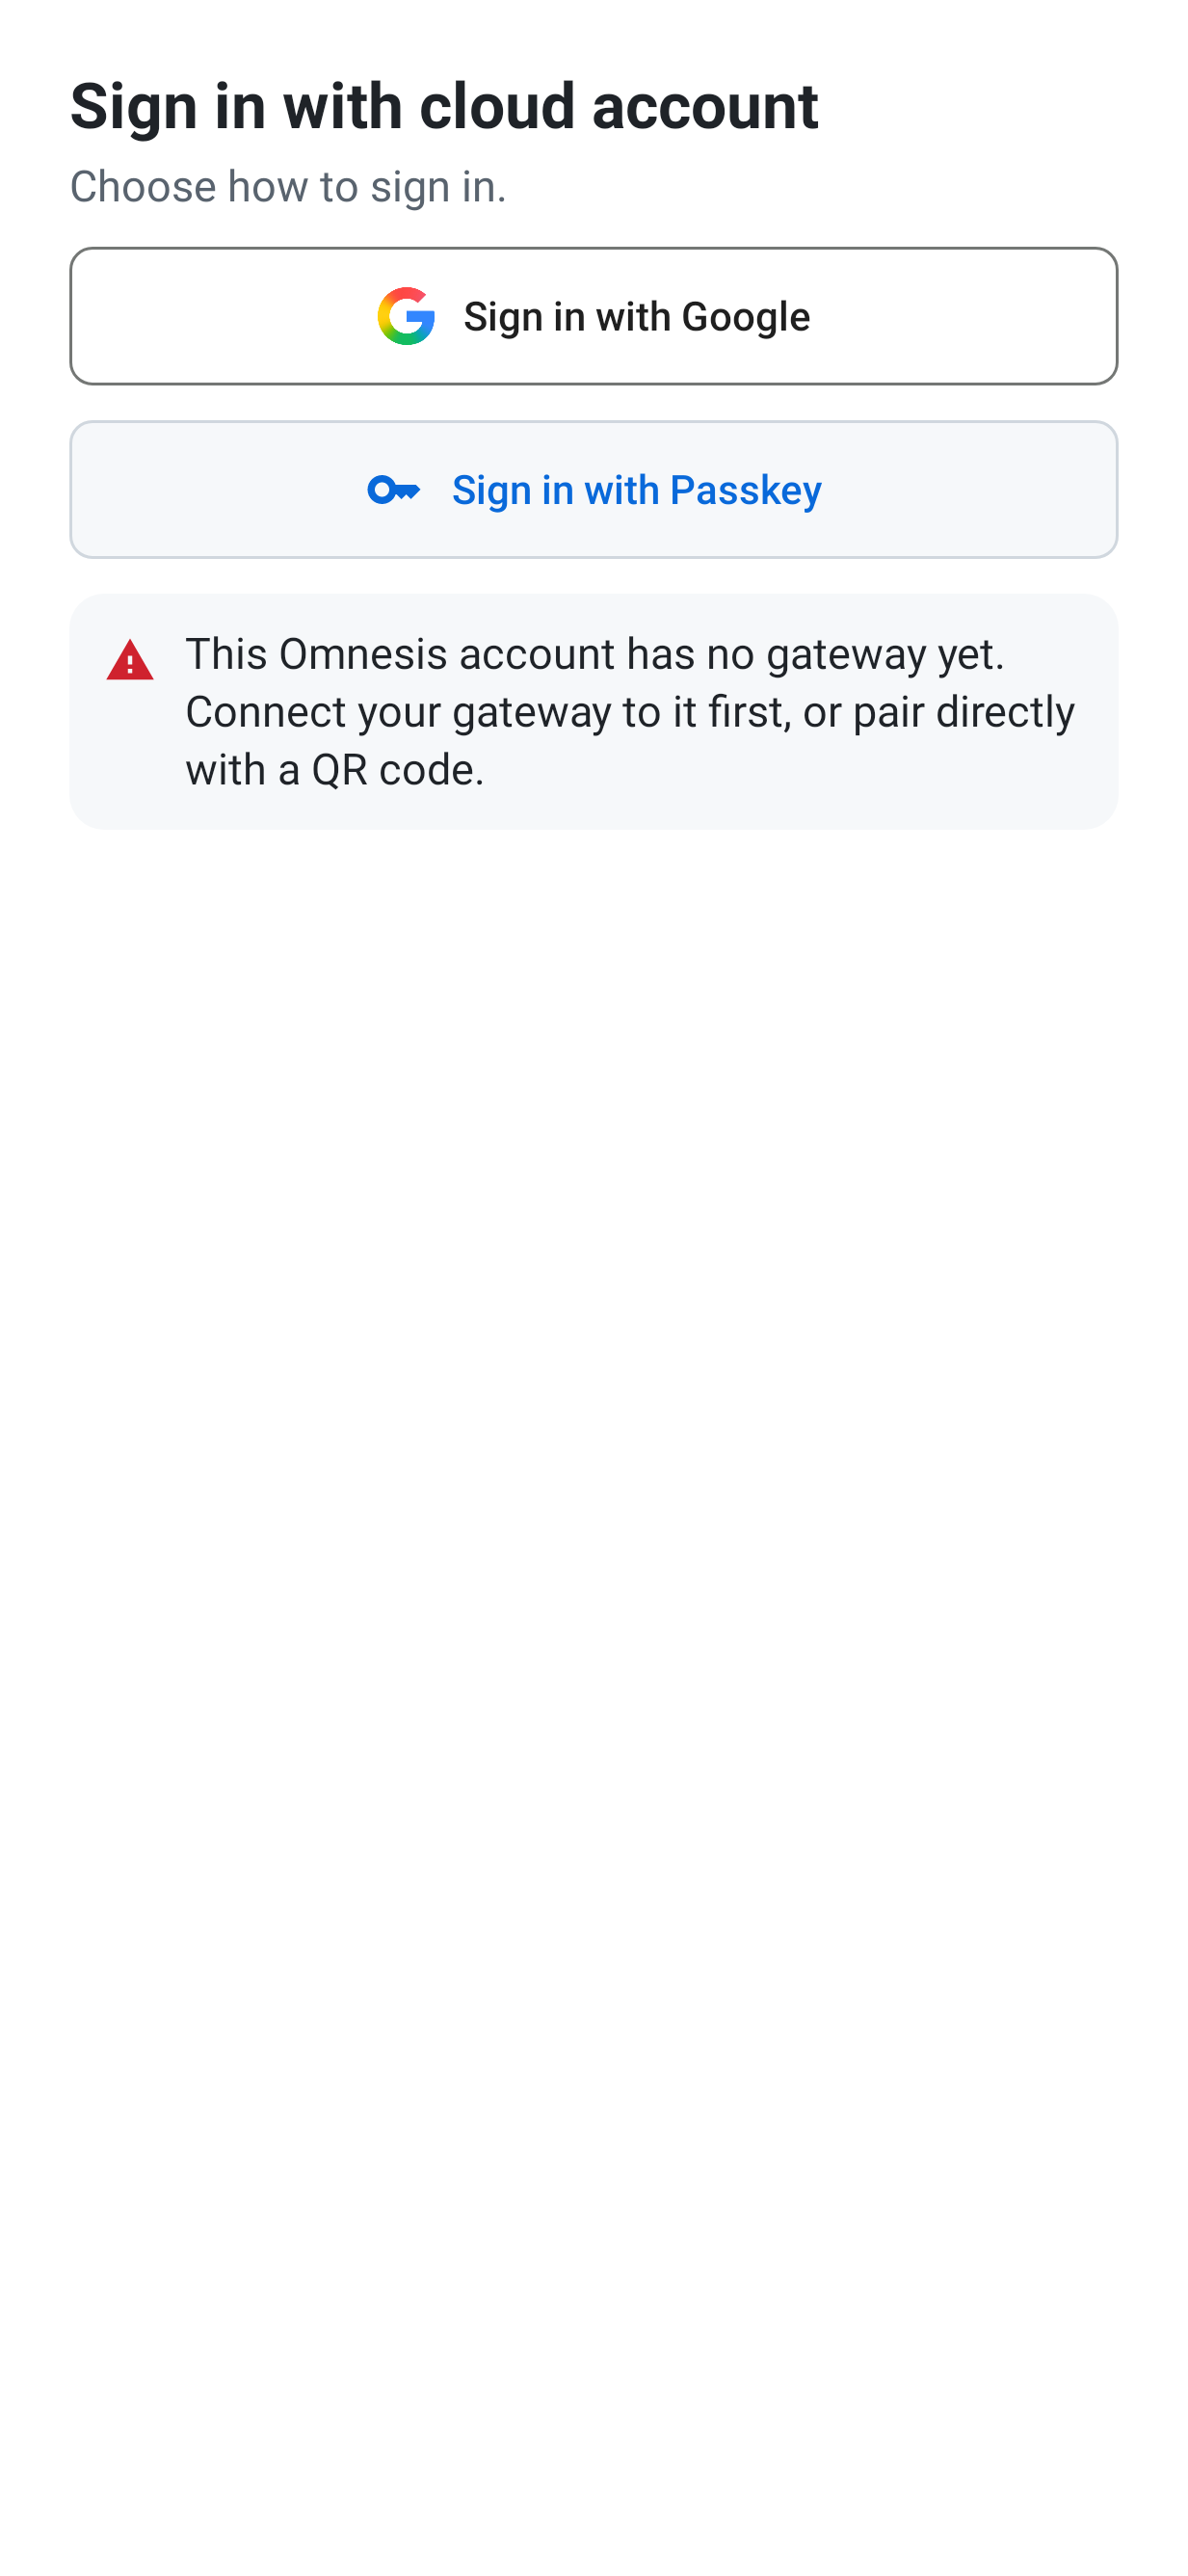 Sign in with cloud account
Choose how to sign in.
Sign in with Google
Sign in with Passkey
This Omnesis account has no gateway yet.
Connect your gateway to it first, or pair directly
with a QR code.